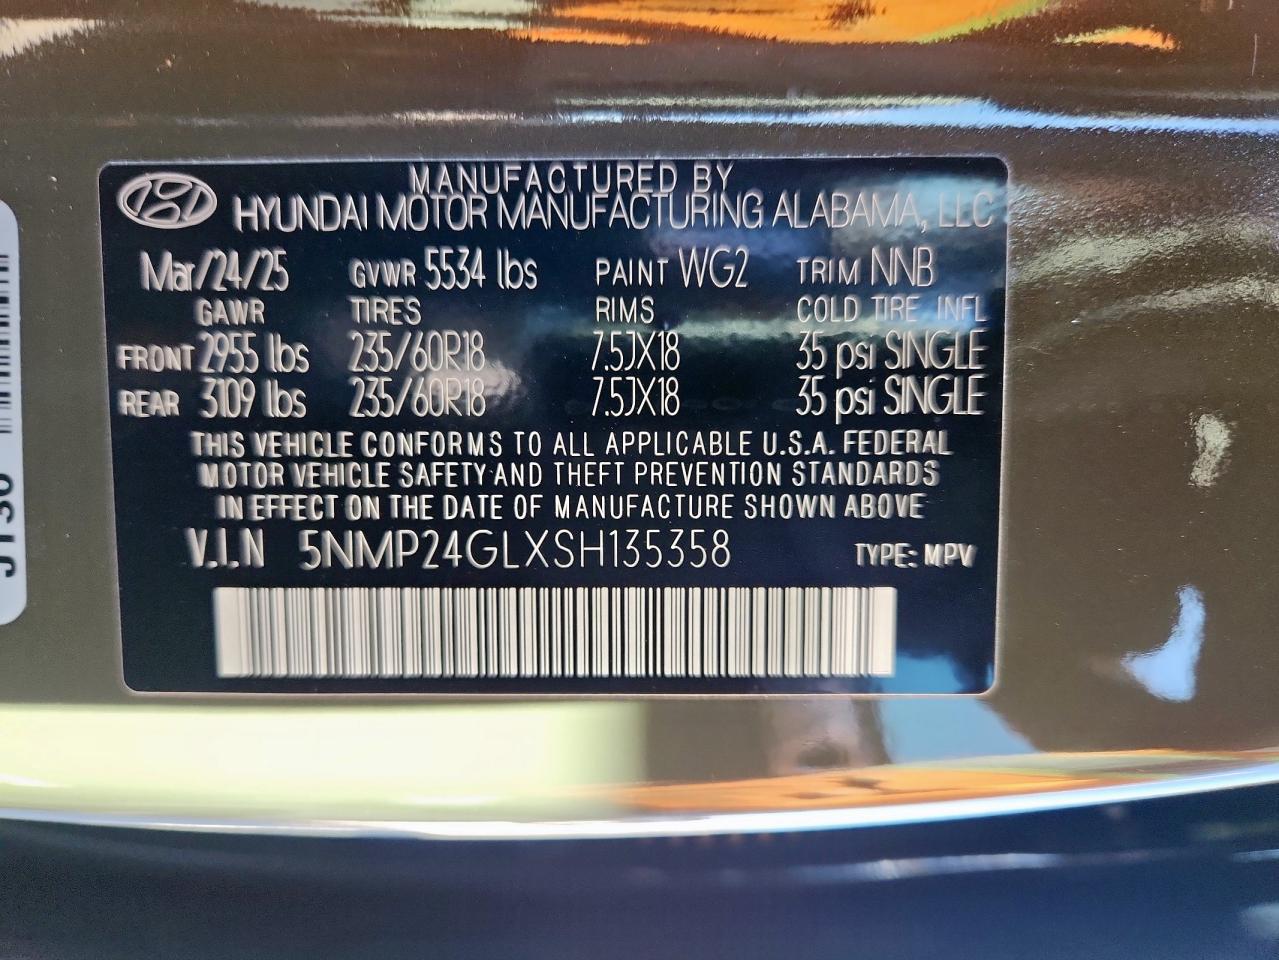 MANUFACTURED BY
HYUNDAI MOTOR MANUFACTURING ALABAMA, LLC
Mar/24/25 GVWR 5534 lbs PAINT WG2 TRIM NNB
GAWR TIRES RIMS COLD TIRE INFL
FRONT 2955 lbs 235/60R18 7.5JX18 35 psi SINGLE
REAR 3109 lbs 235/60R18 7.5JX18 35 psi SINGLE
THIS VEHICLE CONFORMS TO ALL APPLICABLE U.S.A. FEDERAL
MOTOR VEHICLE SAFETY AND THEFT PREVENTION STANDARDS
IN EFFECT ON THE DATE OF MANUFACTURE SHOWN ABOVE
V.I.N 5NMP24GLXSH135358 TYPE: MPV